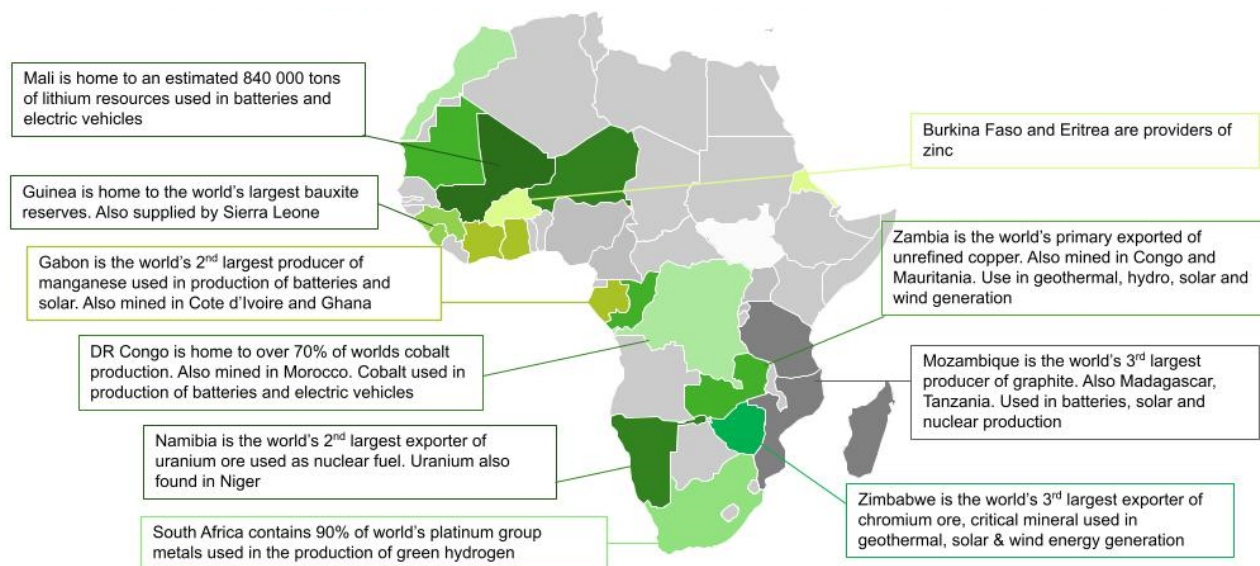 Mali is home to an estimated 840 000 tons
of lithium resources used in batteries and
electric vehicles
Burkina Faso and Eritrea are providers of
zinc
Guinea is home to the world's largest bauxite
reserves. Also supplied by Sierra Leone
Zambia is the world's primary exported of
unrefined copper. Also mined in Congo and
Mauritania. Use in geothermal, hydro, solar and
wind generation
Gabon is the world's 2nd largest producer of
manganese used in production of batteries and
solar. Also mined in Cote d'Ivoire and Ghana
DR Congo is home to over 70% of worlds cobalt
production. Also mined in Morocco. Cobalt used in
production of batteries and electric vehicles
Mozambique is the world's 3rd largest
producer of graphite. Also Madagascar,
Tanzania. Used in batteries, solar and
nuclear production
Namibia is the world's 2nd largest exporter of
uranium ore used as nuclear fuel. Uranium also
found in Niger
Zimbabwe is the world's 3rd largest exporter of
chromium ore, critical mineral used in
geothermal, solar & wind energy generation
South Africa contains 90% of world's platinum group
metals used in the production of green hydrogen